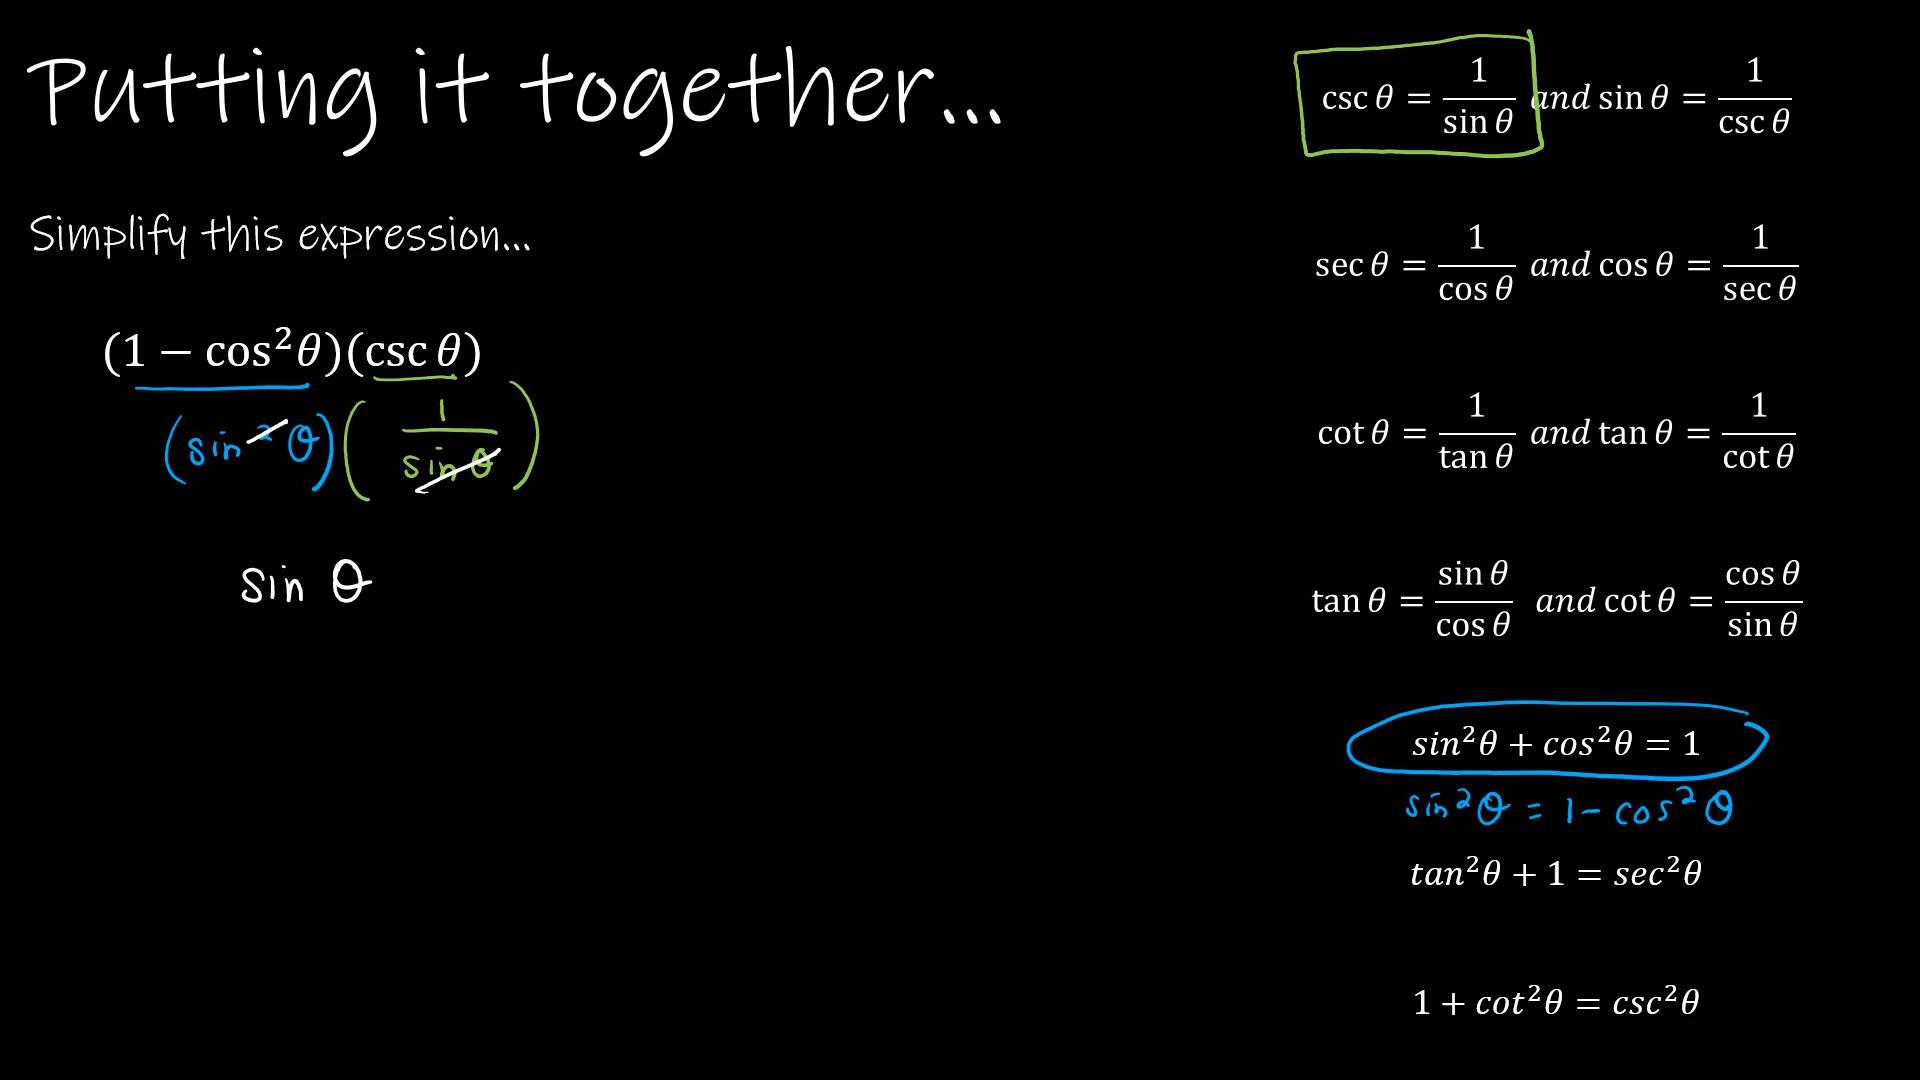 Putting it together...
Simplify this expression...
(1 − cos²θ)(csc θ)
(sin²θ)(1/sin θ)
sin θ
csc θ = 1/sin θ and sin θ = 1/csc θ
sec θ = 1/cos θ and cos θ = 1/sec θ
cot θ = 1/tan θ and tan θ = 1/cot θ
tan θ = sin θ/cos θ and cot θ = cos θ/sin θ
sin²θ + cos²θ = 1
sin²θ = 1 - cos²θ
tan²θ + 1 = sec²θ
1 + cot²θ = csc²θ